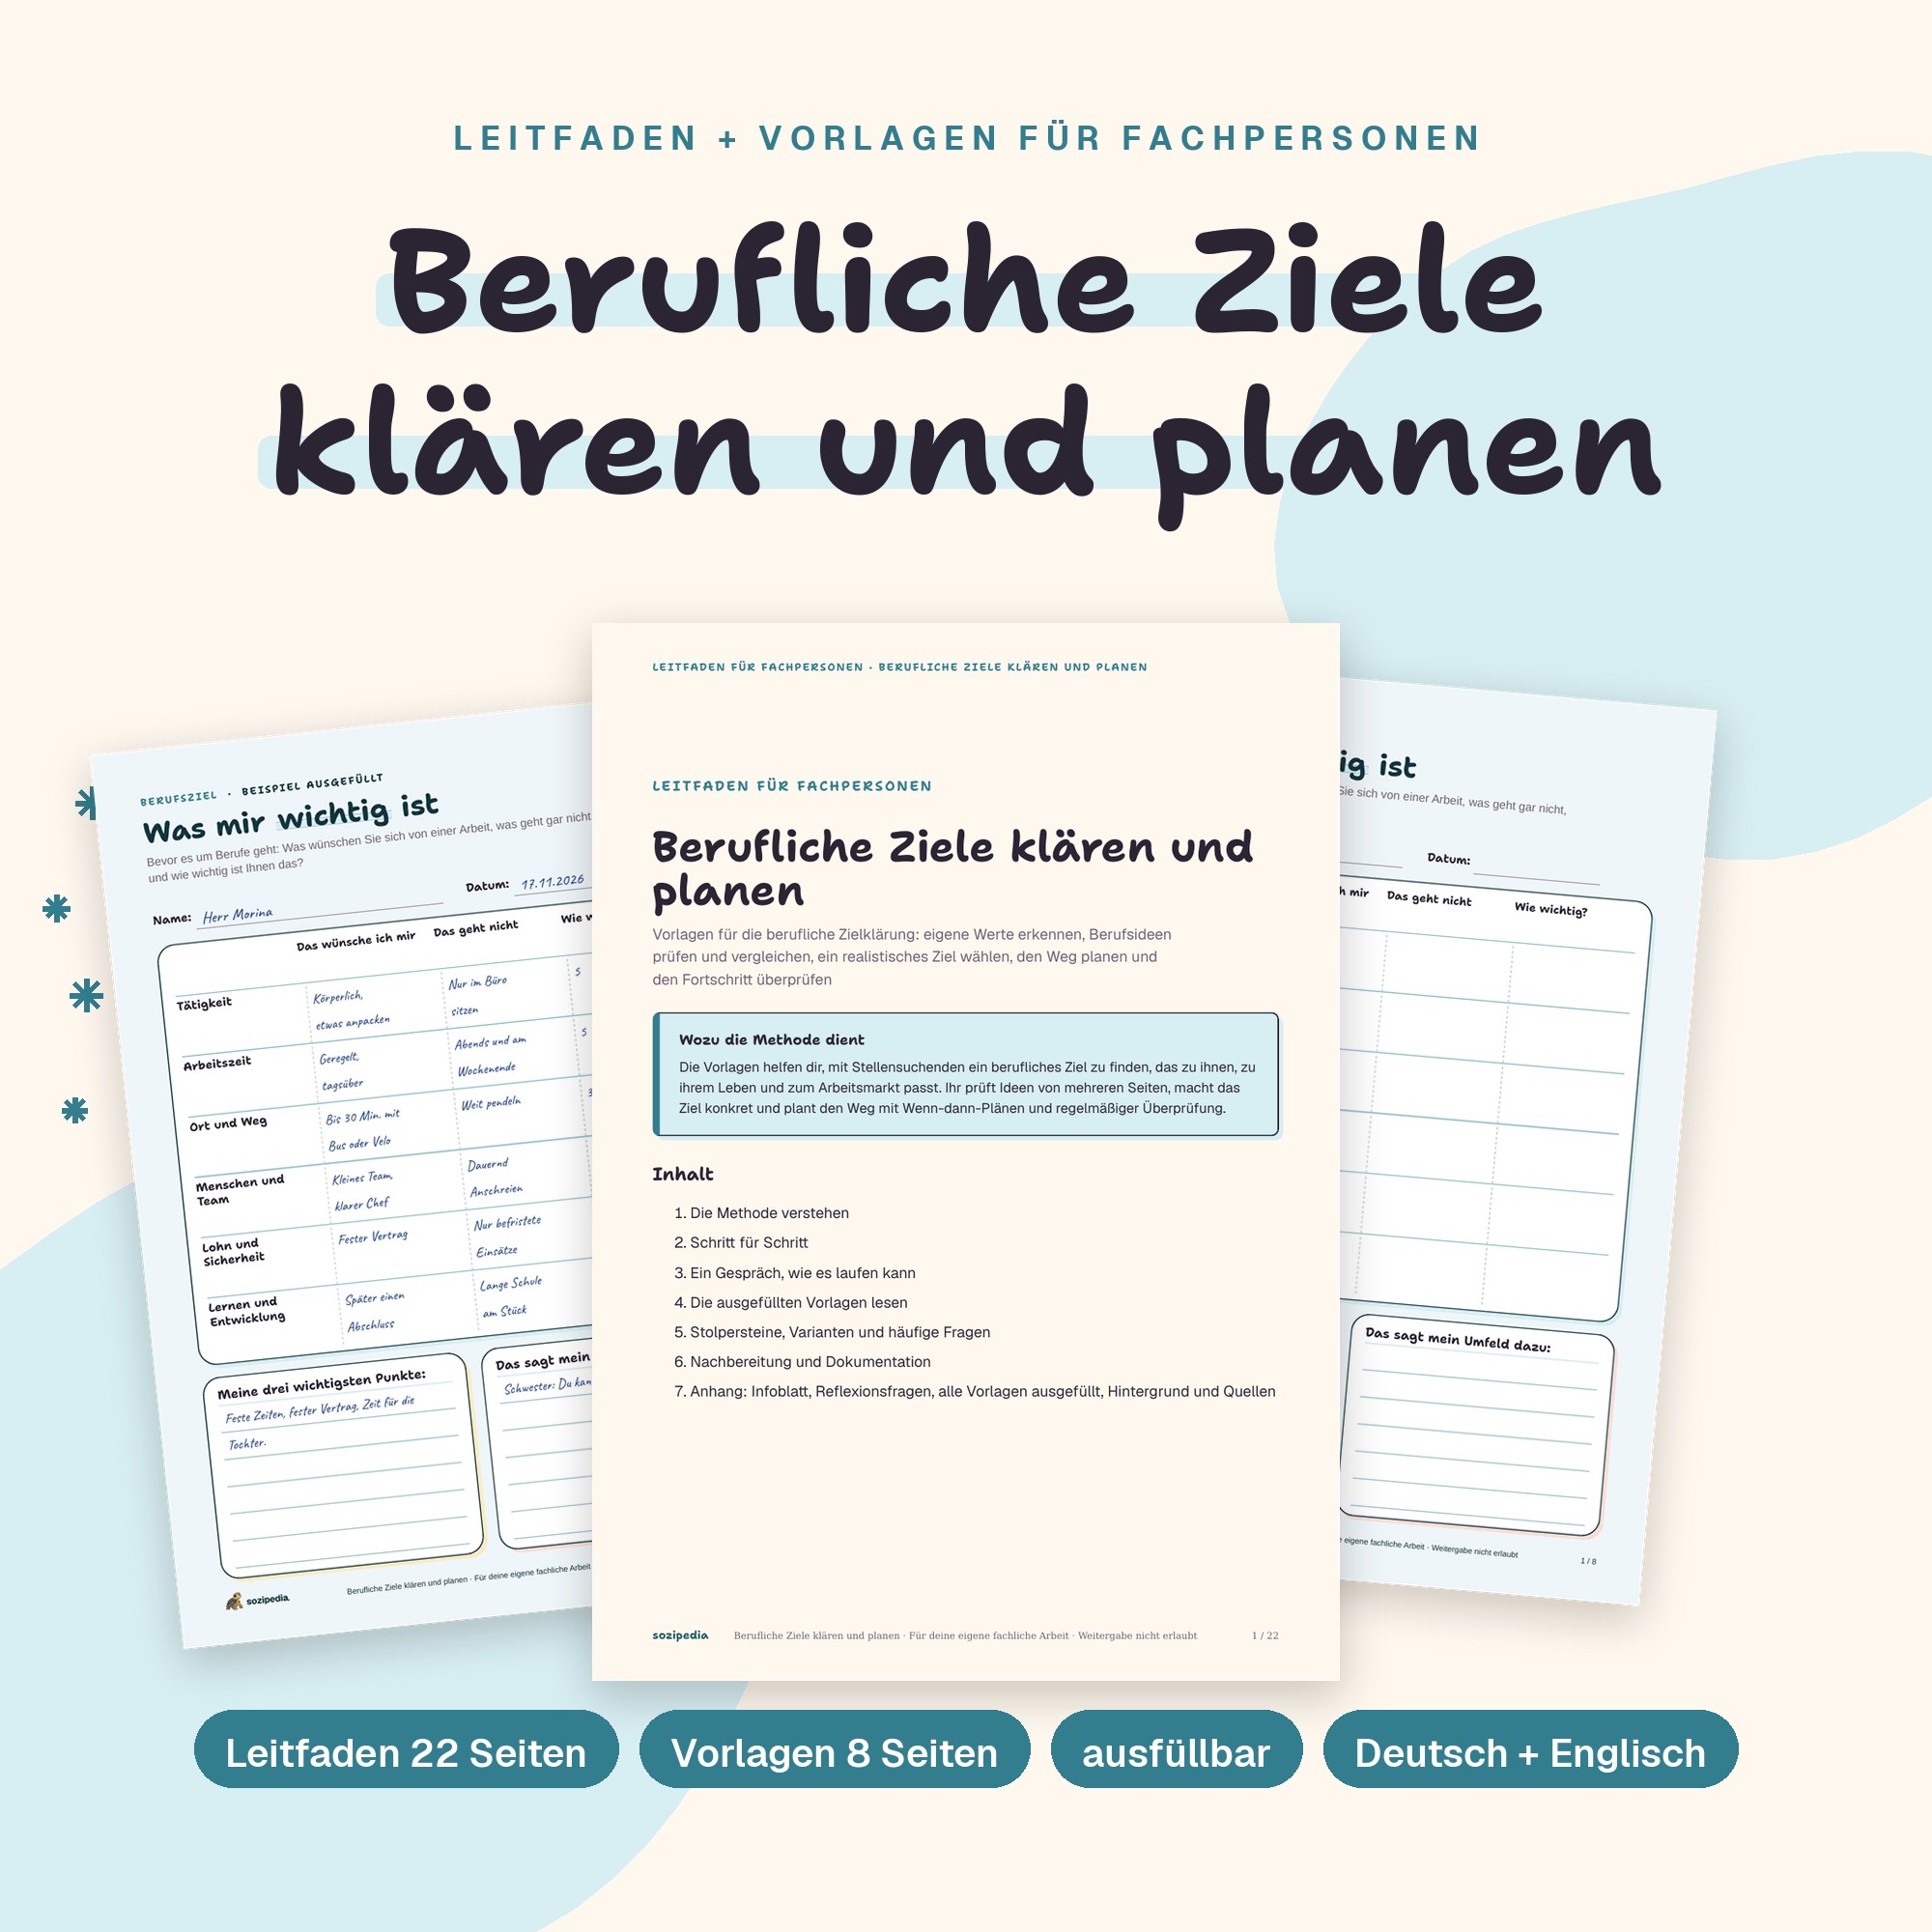 LEITFADEN + VORLAGEN FÜR FACHPERSONEN
Berufliche Ziele
klären und planen
BERUFSZIEL · BEISPIEL AUSGEFÜLLT
Was mir wichtig ist
Bevor es um Berufe geht: Was wünschen Sie sich von einer Arbeit, was geht gar nicht
und wie wichtig ist Ihnen das?
Name: Herr Morina
Datum: 17.11.2026
Das wünsche ich mir
Das geht nicht
Wie
Tätigkeit
Körperlich,
etwas anpacken
Nur im Büro
sitzen
5
Arbeitszeit
Geregelt,
tagsüber
Abends und am
Wochenende
5
Ort und Weg
Bis 30 Min. mit
Bus oder Velo
Weit pendeln
3
Menschen und
Team
Kleines Team,
klarer Chef
Dauernd
Anschreien
Lohn und
Sicherheit
Fester Vertrag
Nur befristete
Einsätze
Lernen und
Entwicklung
Später einen
Abschluss
Lange Schule
am Stück
Meine drei wichtigsten Punkte:
Feste Zeiten, fester Vertrag, Zeit für die
Tochter.
Das sagt mein
Schwester: Du kan
sozipedia
Berufliche Ziele klären und planen · Für deine eigene fachliche Arbeit
LEITFADEN FÜR FACHPERSONEN · BERUFLICHE ZIELE KLÄREN UND PLANEN
LEITFADEN FÜR FACHPERSONEN
Berufliche Ziele klären und
planen
Vorlagen für die berufliche Zielklärung: eigene Werte erkennen, Berufsideen
prüfen und vergleichen, ein realistisches Ziel wählen, den Weg planen und
den Fortschritt überprüfen
Wozu die Methode dient
Die Vorlagen helfen dir, mit Stellensuchenden ein berufliches Ziel zu finden, das zu ihnen, zu
ihrem Leben und zum Arbeitsmarkt passt. Ihr prüft Ideen von mehreren Seiten, macht das
Ziel konkret und plant den Weg mit Wenn-dann-Plänen und regelmäßiger Überprüfung.
Inhalt
1. Die Methode verstehen
2. Schritt für Schritt
3. Ein Gespräch, wie es laufen kann
4. Die ausgefüllten Vorlagen lesen
5. Stolpersteine, Varianten und häufige Fragen
6. Nachbereitung und Dokumentation
7. Anhang: Infoblatt, Reflexionsfragen, alle Vorlagen ausgefüllt, Hintergrund und Quellen
sozipedia
Berufliche Ziele klären und planen · Für deine eigene fachliche Arbeit · Weitergabe nicht erlaubt
1 / 22
ig ist
Sie sich von einer Arbeit, was geht gar nicht,
Datum:
h mir
Das geht nicht
Wie wichtig?
Das sagt mein Umfeld dazu:
eigene fachliche Arbeit · Weitergabe nicht erlaubt
1 / 8
Leitfaden 22 Seiten
Vorlagen 8 Seiten
ausfüllbar
Deutsch + Englisch